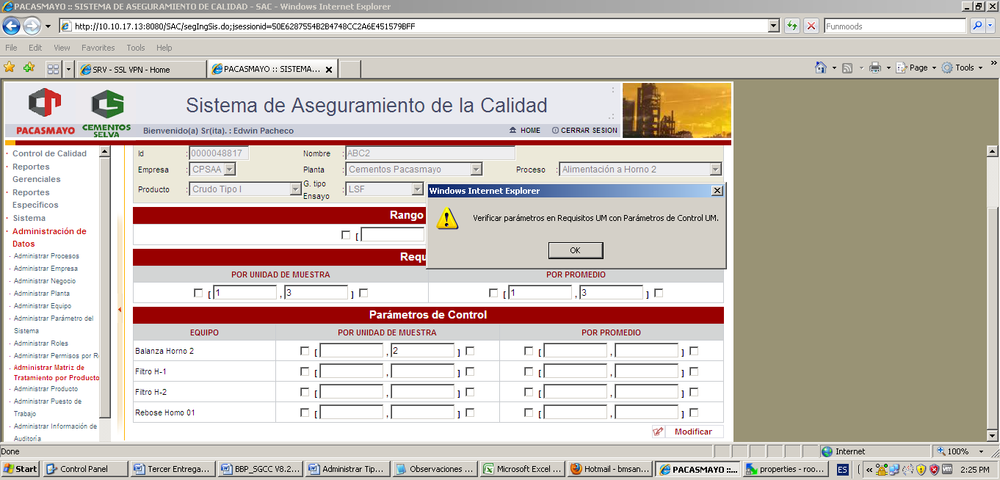 PACASMAYO :: SISTEMA DE ASEGURAMIENTO DE CALIDAD - SAC - Windows Internet Explorer
http://10.10.17.13:8080/SAC/segIngSis.do;jsessionid=50E6287554B2B4748CC2A6E451579BFF
Funmoods
File Edit View Favorites Tools Help
SRV - SSL VPN - Home
PACASMAYO :: SISTEMA...
Page Tools
PACASMAYO
CEMENTOS SELVA
Sistema de Aseguramiento de la Calidad
Bienvenido(a) Sr(ita). : Edwin Pacheco
HOME
CERRAR SESION
· Control de Calidad
· Reportes
Gerenciales
· Reportes
Específicos
· Sistema
· Administración de
Datos
· Administrar Procesos
· Administrar Empresa
· Administrar Negocio
· Administrar Planta
· Administrar Equipo
· Administrar Parámetro del
Sistema
· Administrar Roles
· Administrar Permisos por R
· Administrar Matriz de
Tratamiento por Producto
· Administrar Producto
· Administrar Puesto de
Trabajo
· Administrar Información de
Auditoría
Id : 0000048817 Nombre : ABC2
Empresa : CPSAA Planta : Cementos Pacasmayo Proceso : Alimentación a Horno 2
Producto : Crudo Tipo I G. tipo Ensayo : LSF
Rango
[
Requ
POR UNIDAD DE MUESTRA POR PROMEDIO
[ 1 , 3 ] [ 1 , 3 ]
Parámetros de Control
EQUIPO POR UNIDAD DE MUESTRA POR PROMEDIO
Balanza Horno 2 [ , 2 ] [ , ]
Filtro H-1 [ , ] [ , ]
Filtro H-2 [ , ] [ , ]
Rebose Horno 01 [ , ] [ , ]
Modificar
Windows Internet Explorer
Verificar parámetros en Requisitos UM con Parámetros de Control UM.
OK
Done
Internet
100%
Start
Control Panel
Tercer Entrega...
BBP_SGCC V8.2...
Administrar Tip...
Observaciones ...
Microsoft Excel ...
Hotmail - bmsan...
PACASMAYO ::...
properties - roo...
ES
2:25 PM